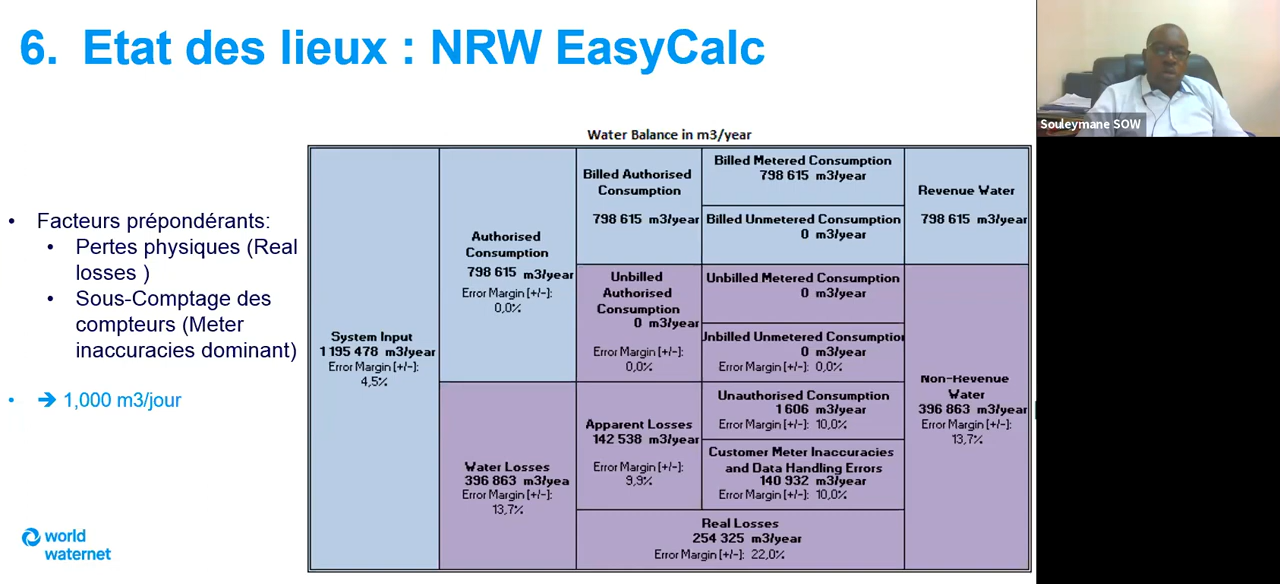 6. Etat des lieux : NRW EasyCalc
Souleymane SOW
Water Balance in m3/year
• Facteurs prépondérants:
• Pertes physiques (Real
losses )
• Sous-Comptage des
compteurs (Meter
inaccuracies dominant)
• ➔ 1,000 m3/jour
System Input
1 195 478 m3/year
Error Margin [+/-]:
4,5%
Authorised
Consumption
798 615 m3/year
Error Margin [+/-]:
0,0%
Water Losses
396 863 m3/yea
Error Margin [+/-]:
13,7%
Billed Authorised
Consumption
798 615 m3/year
Unbilled
Authorised
Consumption
0 m3/year
Error Margin [+/-]:
0,0%
Apparent Losses
142 538 m3/year
Error Margin [+/-]:
9,9%
Billed Metered Consumption
798 615 m3/year
Billed Unmetered Consumption
0 m3/year
Unbilled Metered Consumption
0 m3/year
Unbilled Unmetered Consumption
0 m3/year
Error Margin [+/-]: 0,0%
Unauthorised Consumption
1 606 m3/year
Error Margin [+/-]: 10,0%
Customer Meter Inaccuracies
and Data Handling Errors
140 932 m3/year
Error Margin [+/-]: 10,0%
Real Losses
254 325 m3/year
Error Margin [+/-]: 22,0%
Revenue Water
798 615 m3/year
Non-Revenue
Water
396 863 m3/year
Error Margin [+/-]:
13,7%
world
waternet